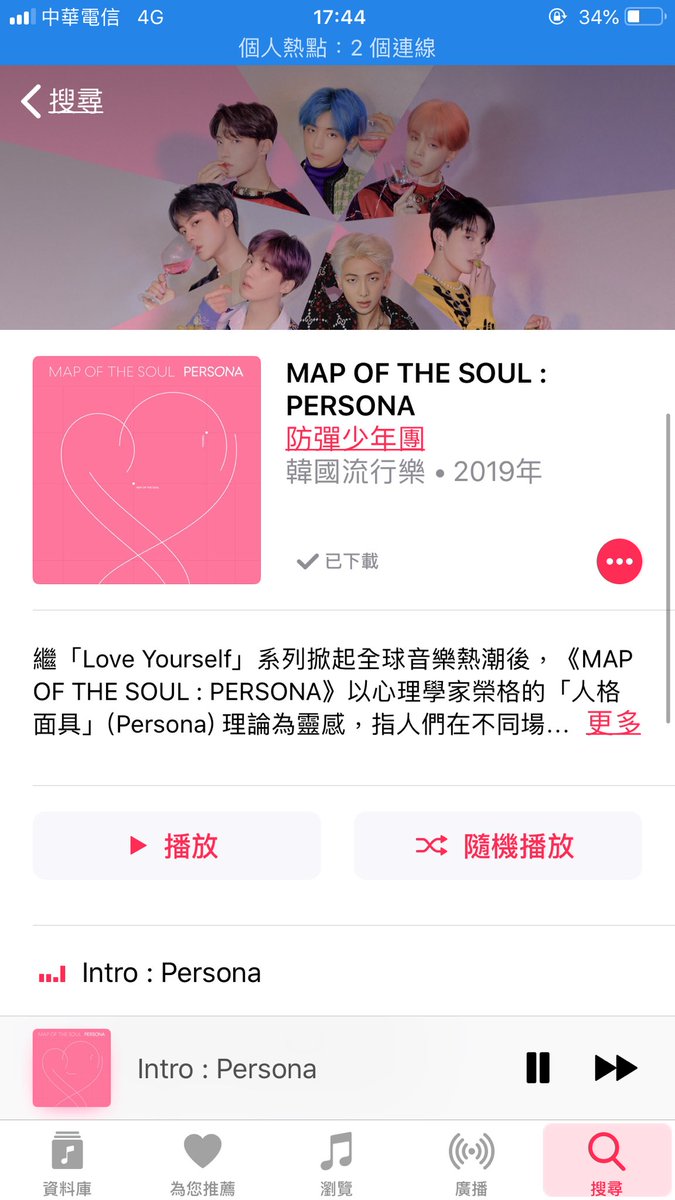 中華電信 4G 17:44 34%
個人熱點：2 個連線
搜尋
MAP OF THE SOUL PERSONA
MAP OF THE SOUL :
PERSONA
防彈少年團
韓國流行樂 • 2019年
已下載
繼「Love Yourself」系列掀起全球音樂熱潮後，《MAP
OF THE SOUL : PERSONA》以心理學家榮格的「人格
面具」(Persona) 理論為靈感，指人們在不同場... 更多
播放
隨機播放
Intro : Persona
MAP OF THE SOUL PERSONA
Intro : Persona
資料庫
為您推薦
瀏覽
廣播
搜尋